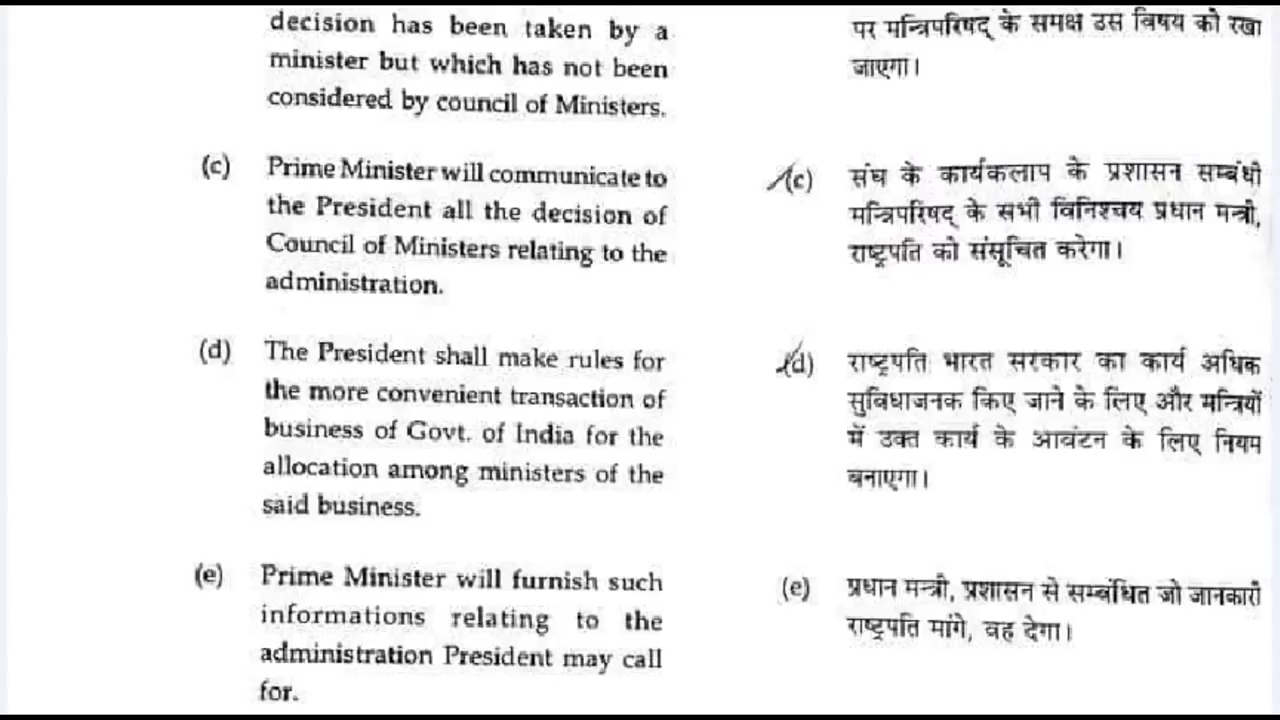 decision has been taken by a
minister but which has not been
considered by council of Ministers.
(c) Prime Minister will communicate to
the President all the decision of
Council of Ministers relating to the
administration.
(d) The President shall make rules for
the more convenient transaction of
business of Govt. of India for the
allocation among ministers of the
said business.
(e) Prime Minister will furnish such
informations relating to the
administration President may call
for.
पर मन्त्रिपरिषद् के समक्ष उस विषय को रखा
जाएगा।
(c) संघ के कार्यकलाप के प्रशासन सम्बंधी
मन्त्रिपरिषद् के सभी विनिश्चय प्रधान मन्त्री,
राष्ट्रपति को संसूचित करेगा।
(d) राष्ट्रपति भारत सरकार का कार्य अधिक
सुविधाजनक किए जाने के लिए और मन्त्रियों
में उक्त कार्य के आवंटन के लिए नियम
बनाएगा।
(e) प्रधान मन्त्री, प्रशासन से सम्बंधित जो जानकारी
राष्ट्रपति मांगे, वह देगा।